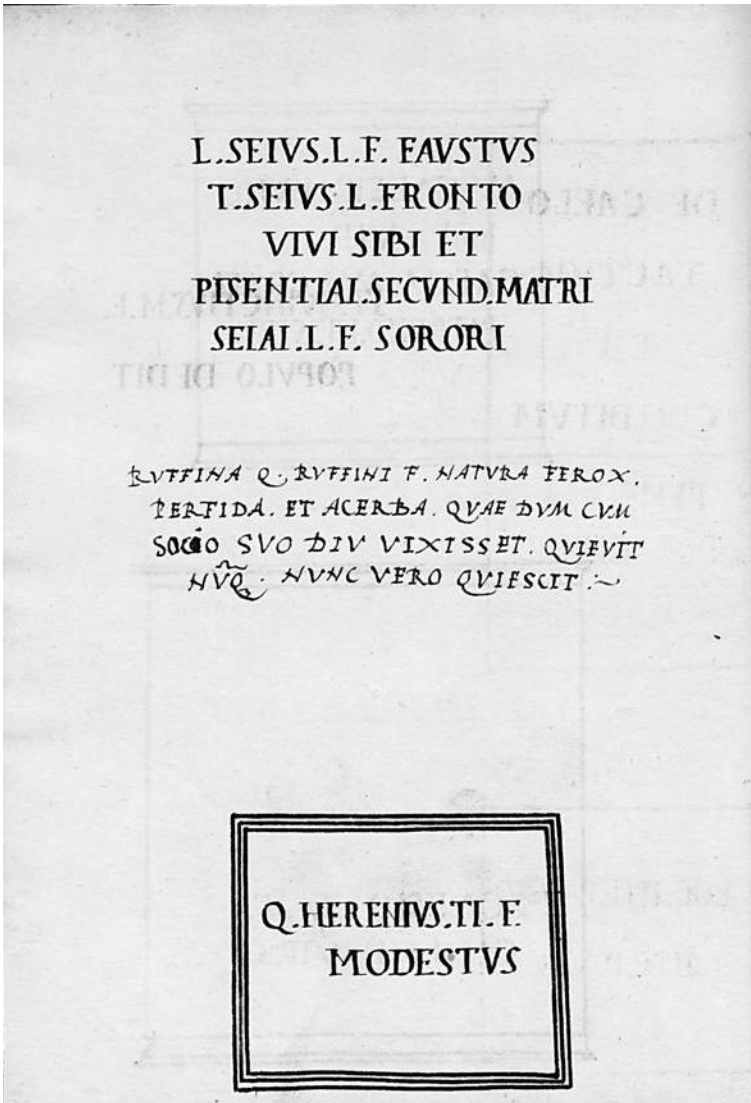 L.SEIVS.L.F. FAVSTVS
T.SEIVS.L.FRONTO
VIVI SIBI ET
PISENTIAI.SECVND.MATRI
SEIAI.L.F. SORORI
RVFFINA Q. RVFFINI F. NATVRA FEROX.
PERFIDA. ET ACERBA. QVAE DVM CVM
SOCIO SVO DIV VIXISSET. QVIEVIT
NVQ̃. NVNC VERO QVIESCIT :~
Q.HERENIVS.TI.F.
MODESTVS